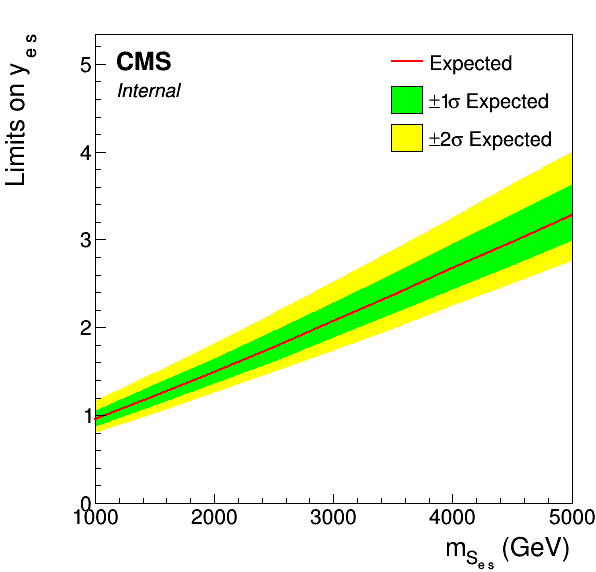 Limits on y e s
CMS
Internal
Expected
±1σ Expected
±2σ Expected
5
4
3
2
1
0
1000 2000 3000 4000 5000
m S e s (GeV)